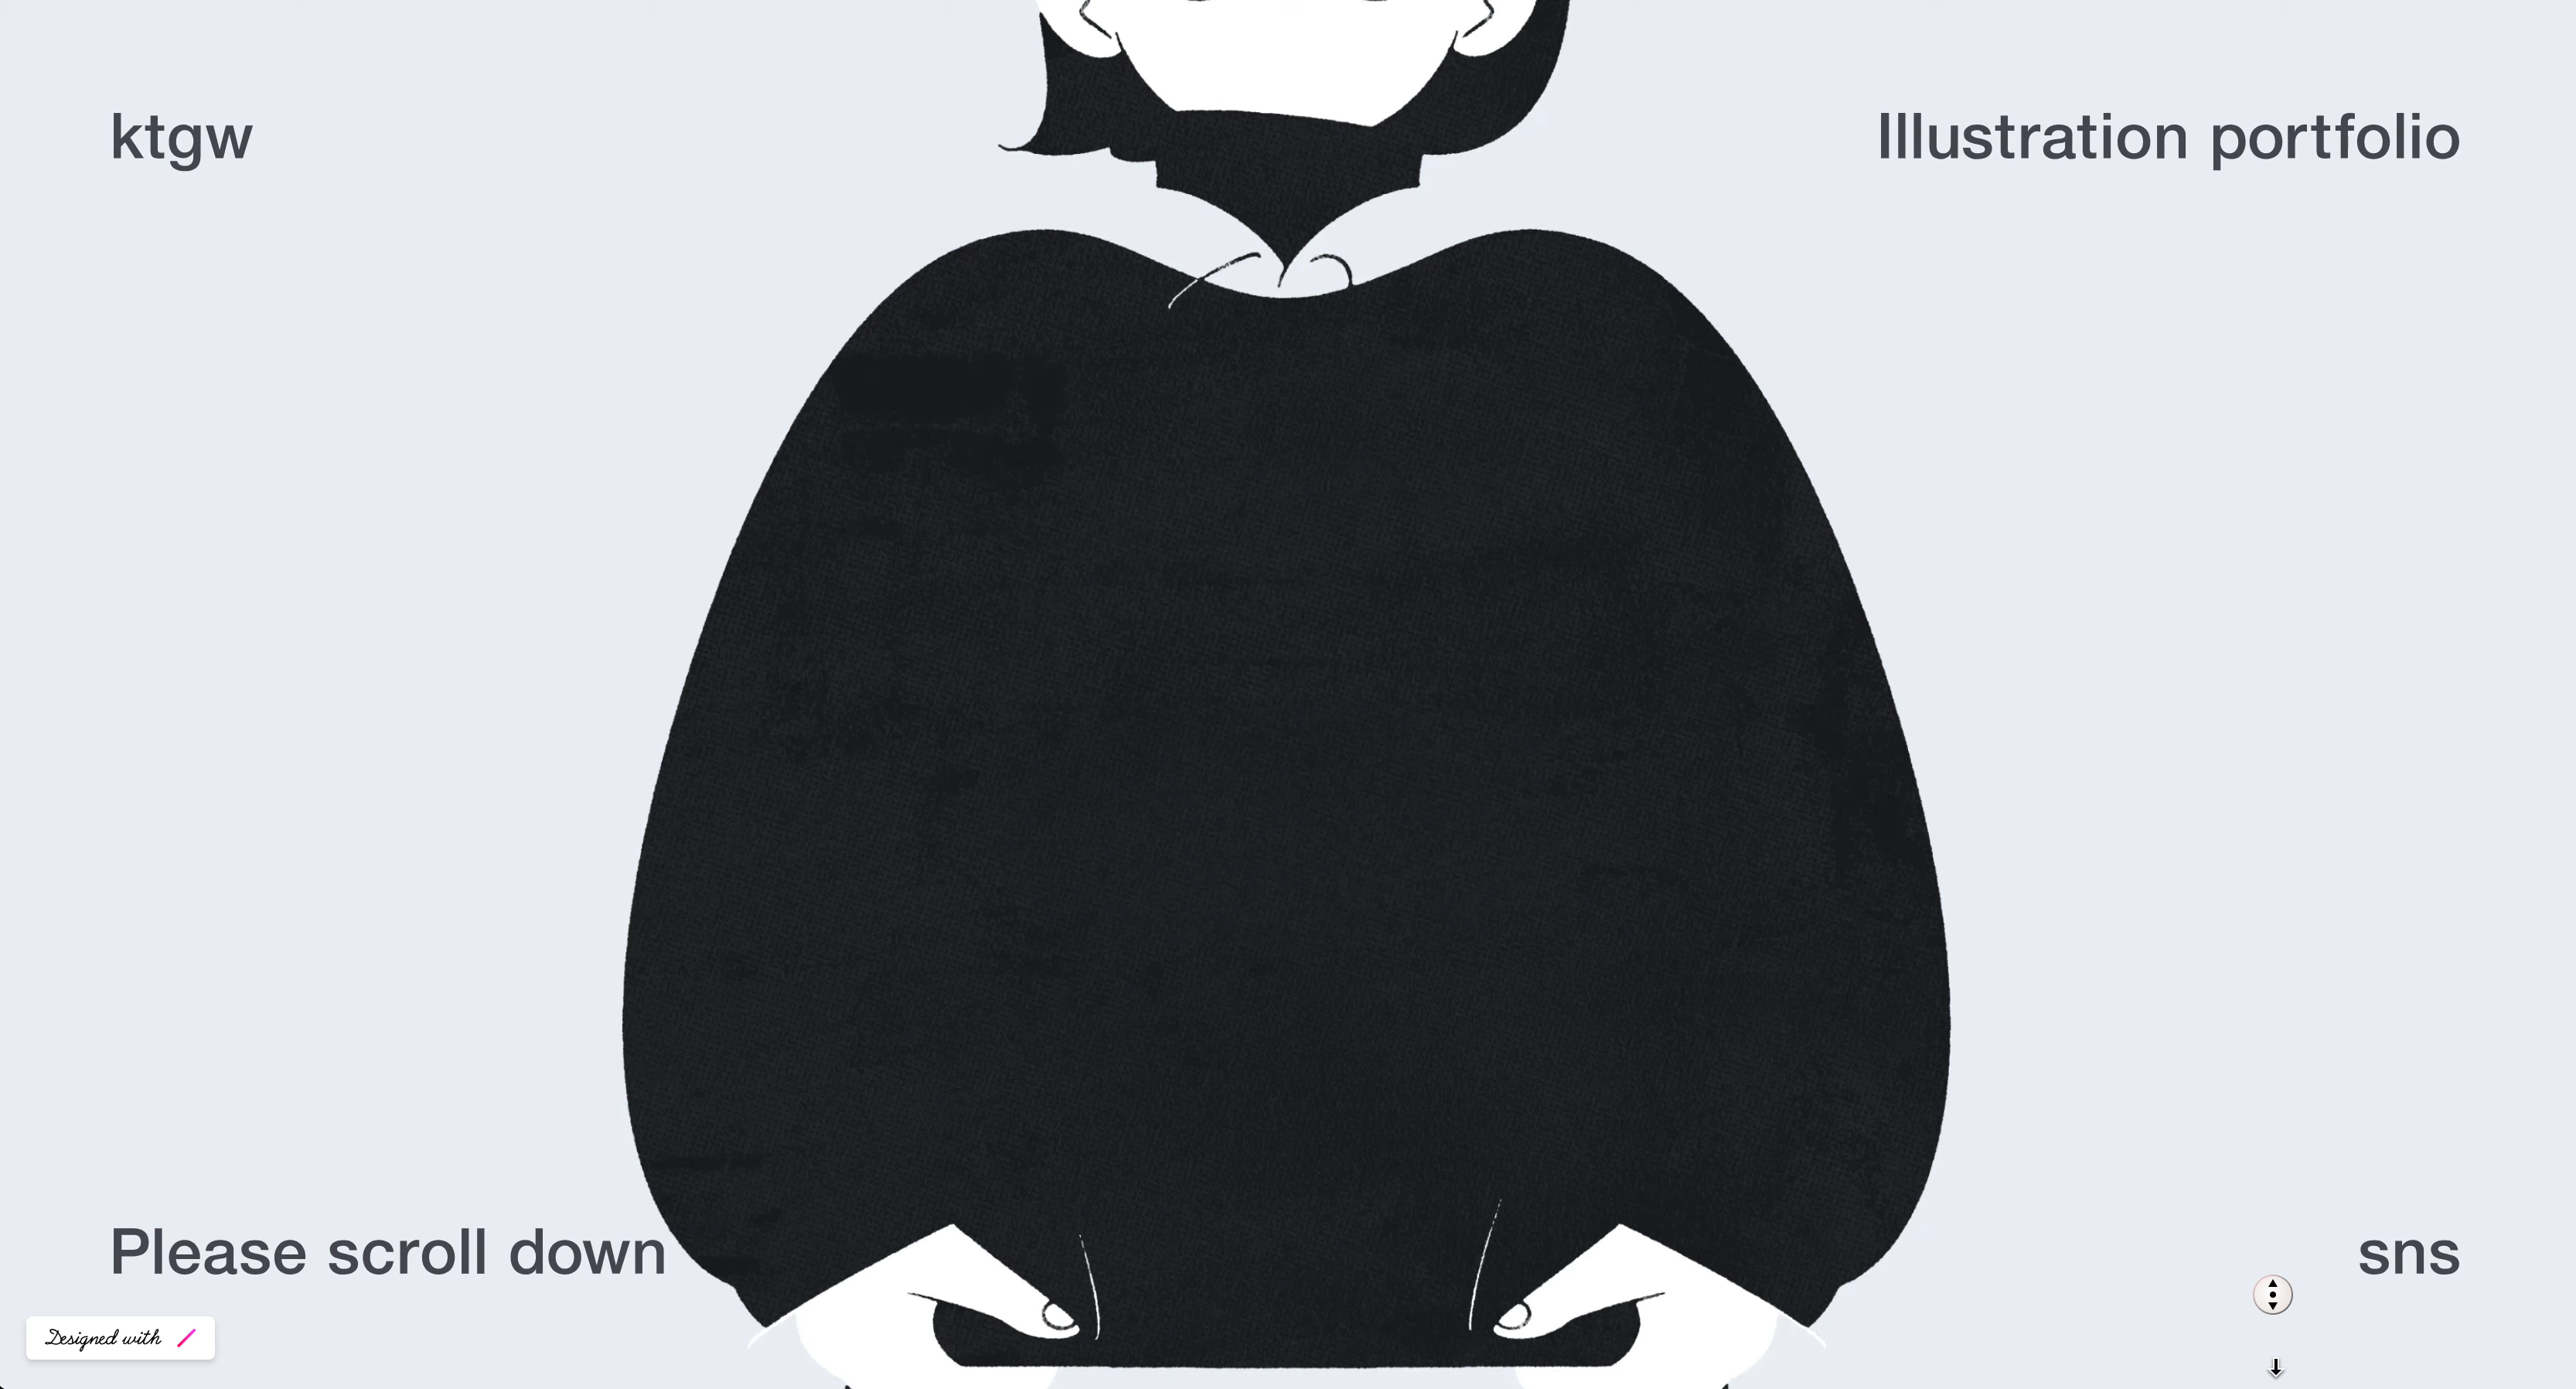 ktgw
Illustration portfolio
Please scroll down
sns
Designed with